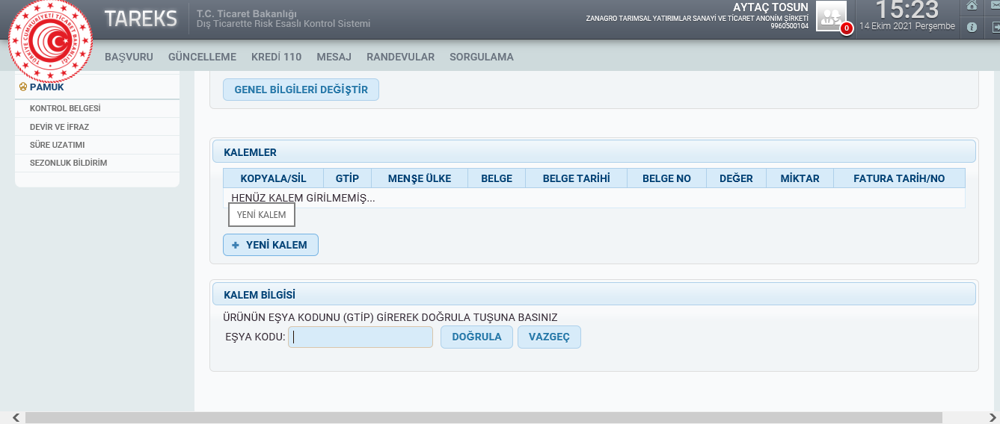 TAREKS
T.C. Ticaret Bakanlığı
Dış Ticarette Risk Esaslı Kontrol Sistemi
AYTAÇ TOSUN
ZANAGRO TARIMSAL YATIRIMLAR SANAYİ VE TİCARET ANONİM ŞİRKETİ
9960500104
0
15:23
14 Ekim 2021 Perşembe
TÜRKİYE CUMHURİYETİ TİCARET BAKANLIĞI
BAŞVURU GÜNCELLEME KREDİ 110 MESAJ RANDEVULAR SORGULAMA
PAMUK
KONTROL BELGESİ
DEVİR VE İFRAZ
SÜRE UZATIMI
SEZONLUK BİLDİRİM
GENEL BİLGİLERİ DEĞİŞTİR
KALEMLER
KOPYALA/SİL GTİP MENŞE ÜLKE BELGE BELGE TARİHİ BELGE NO DEĞER MİKTAR FATURA TARİH/NO
HENÜZ KALEM GİRİLMEMİŞ...
YENİ KALEM
+ YENİ KALEM
KALEM BİLGİSİ
ÜRÜNÜN EŞYA KODUNU (GTİP) GİREREK DOĞRULA TUŞUNA BASINIZ
EŞYA KODU: DOĞRULA VAZGEÇ